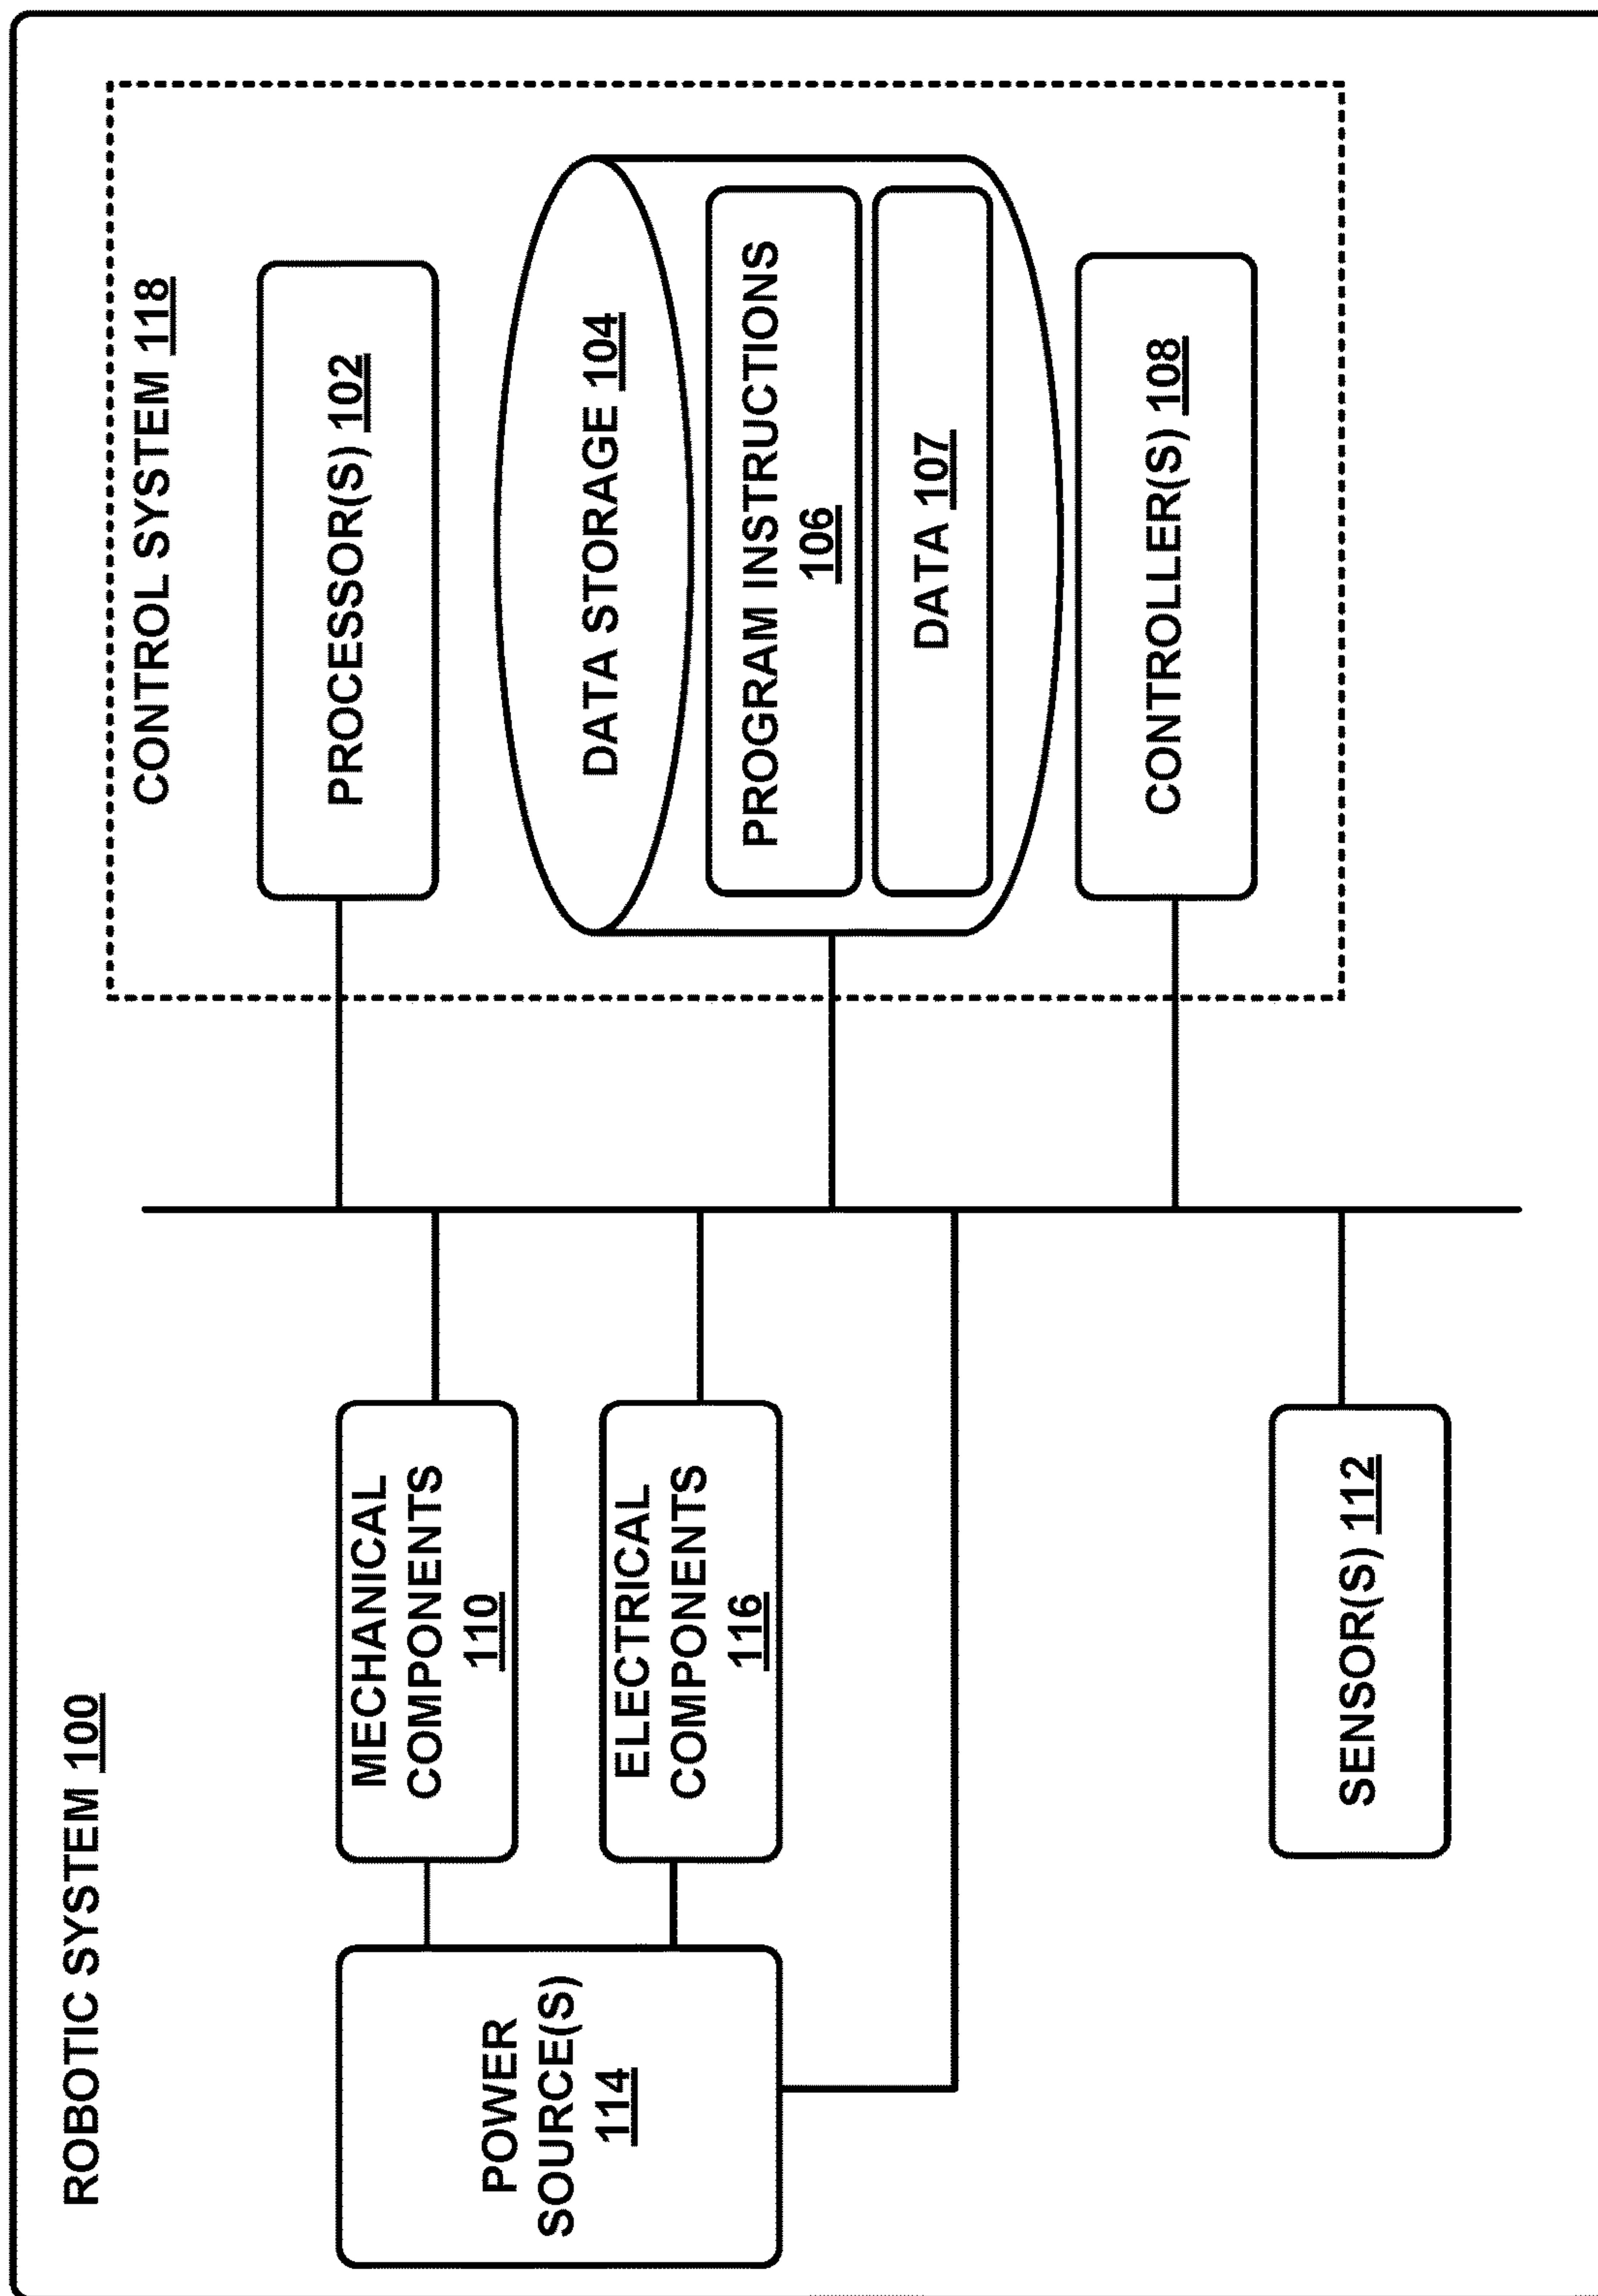 ROBOTIC SYSTEM 100
POWER
SOURCE(S)
114
MECHANICAL
COMPONENTS
110
ELECTRICAL
COMPONENTS
116
SENSOR(S) 112
CONTROL SYSTEM 118
PROCESSOR(S) 102
DATA STORAGE 104
PROGRAM INSTRUCTIONS
106
DATA 107
CONTROLLER(S) 108